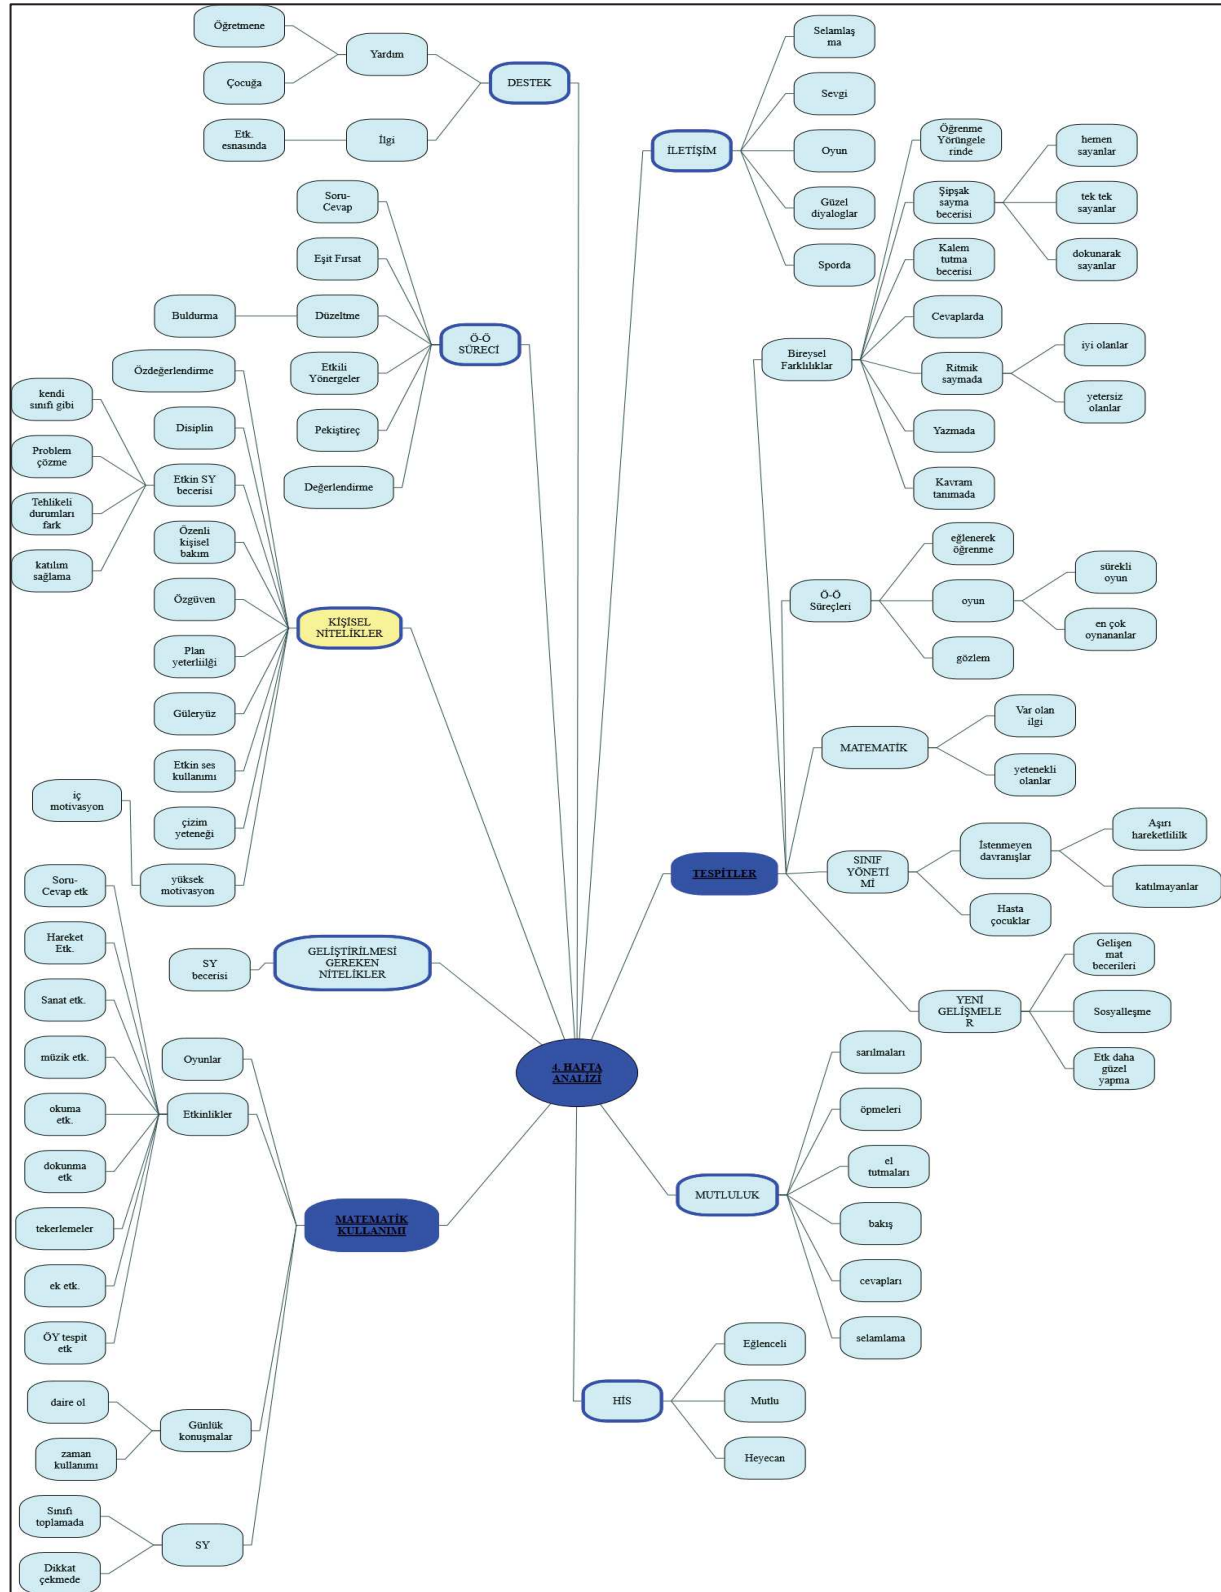 Öğretmene
Çocuğa
Yardım
Etk.
esnasında
İlgi
DESTEK
Soru-
Cevap
Eşit Fırsat
Buldurma
Düzeltme
Etkili
Yönergeler
Pekiştireç
Değerlendirme
Ö-Ö
SÜRECİ
Özdeğerlendirme
Disiplin
kendi
sınıfı gibi
Problem
çözme
Tehlikeli
durumları
fark
katılım
sağlama
Etkin SY
becerisi
Özenli
kişisel
bakım
Özgüven
Plan
yeterliilği
Güleryüz
Etkin ses
kullanımı
çizim
yeteneği
iç
motivasyon
yüksek
motivasyon
KİŞİSEL
NİTELİKLER
SY
becerisi
GELİŞTİRİLMESİ
GEREKEN
NİTELİKLER
Soru-
Cevap etk
Hareket
Etk.
Sanat etk.
müzik etk.
okuma
etk.
dokunma
etk
tekerlemeler
ek etk.
ÖY tespit
etk
Oyunlar
Etkinlikler
daire ol
zaman
kullanımı
Günlük
konuşmalar
Sınıfı
toplamada
Dikkat
çekmede
SY
MATEMATİK
KULLANIMI
4. HAFTA
ANALİZİ
İLETİŞİM
Selamlaş
ma
Sevgi
Oyun
Güzel
diyaloglar
Sporda
TESPİTLER
Bireysel
Farklılıklar
Öğrenme
Yörüngele
rinde
Şipşak
sayma
becerisi
hemen
sayanlar
tek tek
sayanlar
dokunarak
sayanlar
Kalem
tutma
becerisi
Cevaplarda
Ritmik
saymada
iyi olanlar
yetersiz
olanlar
Yazmada
Kavram
tanımada
Ö-Ö
Süreçleri
eğlenerek
öğrenme
oyun
sürekli
oyun
en çok
oynananlar
gözlem
MATEMATİK
Var olan
ilgi
yetenekli
olanlar
SINIF
YÖNETİ
Mİ
İstenmeyen
davranışlar
Aşırı
hareketlililk
katılmayanlar
Hasta
çocuklar
YENİ
GELİŞMELE
R
Gelişen
mat
becerileri
Sosyalleşme
Etk daha
güzel
yapma
MUTLULUK
sarılmaları
öpmeleri
el
tutmaları
bakış
cevapları
selamlama
HİS
Eğlenceli
Mutlu
Heyecan